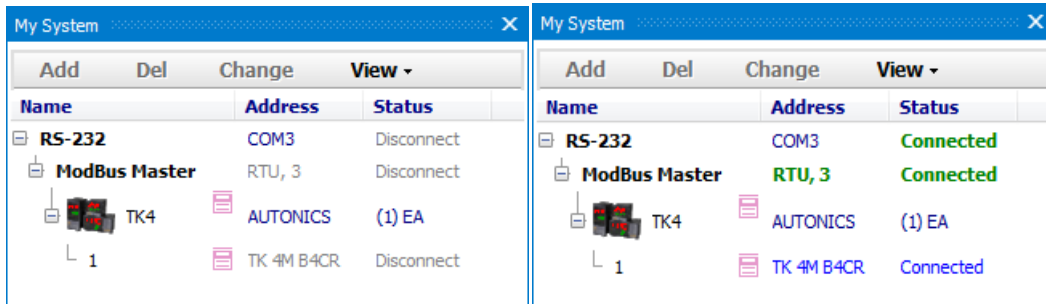 My System X
Add Del Change View
Name Address Status
RS-232 COM3 Disconnect
ModBus Master RTU, 3 Disconnect
TK4 AUTONICS (1) EA
1 TK 4M B4CR Disconnect
My System X
Add Del Change View
Name Address Status
RS-232 COM3 Connected
ModBus Master RTU, 3 Connected
TK4 AUTONICS (1) EA
1 TK 4M B4CR Connected